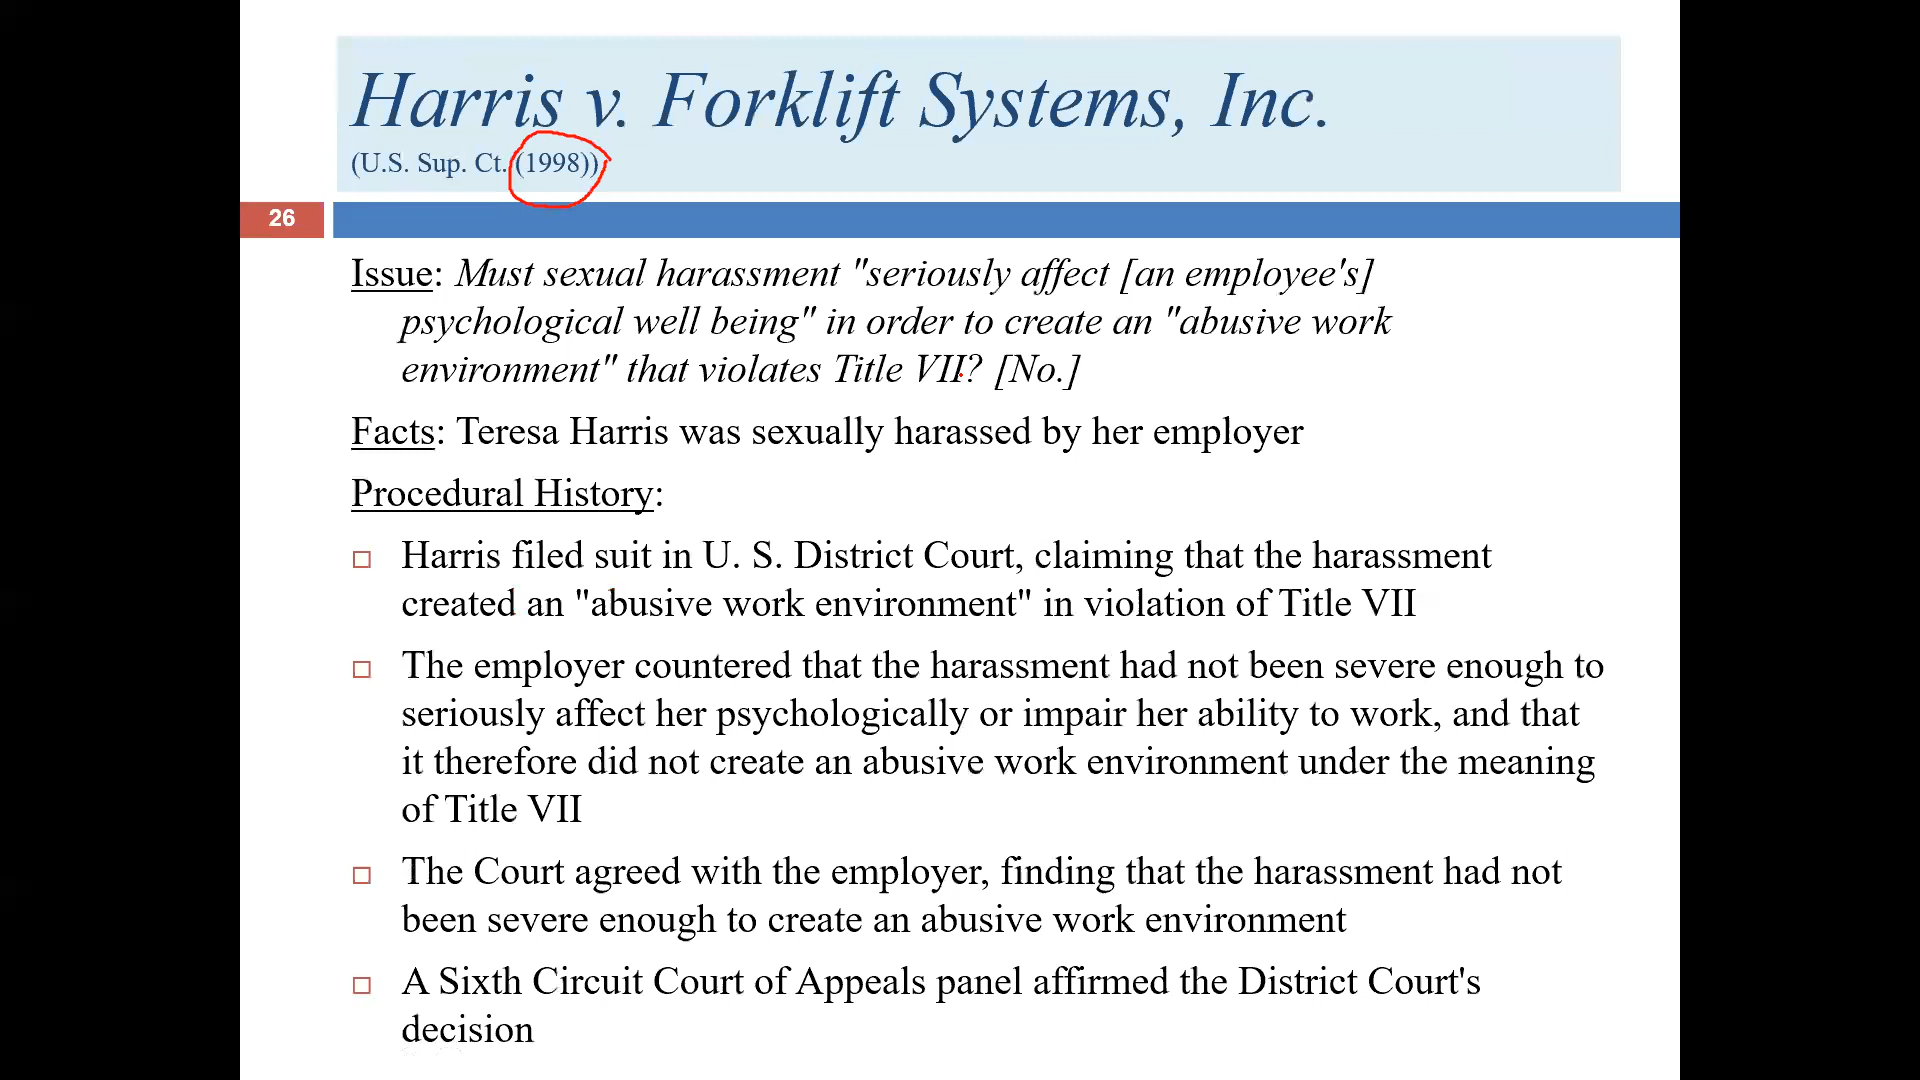 Harris v. Forklift Systems, Inc.
(U.S. Sup. Ct. (1998))
26
Issue: Must sexual harassment "seriously affect [an employee's]
psychological well being" in order to create an "abusive work
environment" that violates Title VII? [No.]
Facts: Teresa Harris was sexually harassed by her employer
Procedural History:
Harris filed suit in U. S. District Court, claiming that the harassment
created an "abusive work environment" in violation of Title VII
The employer countered that the harassment had not been severe enough to
seriously affect her psychologically or impair her ability to work, and that
it therefore did not create an abusive work environment under the meaning
of Title VII
The Court agreed with the employer, finding that the harassment had not
been severe enough to create an abusive work environment
A Sixth Circuit Court of Appeals panel affirmed the District Court's
decision